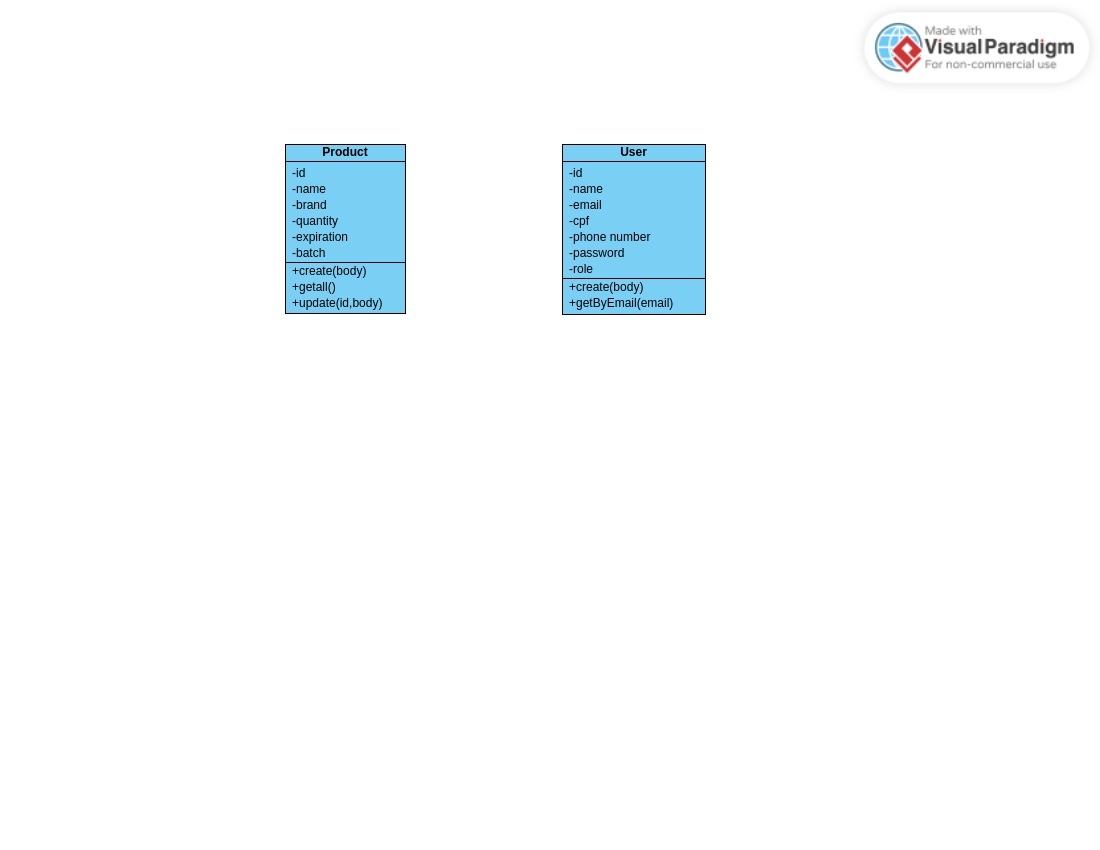 Made with
Visual Paradigm
For non-commercial use
Product
-id
-name
-brand
-quantity
-expiration
-batch
+create(body)
+getall()
+update(id,body)
User
-id
-name
-email
-cpf
-phone number
-password
-role
+create(body)
+getByEmail(email)